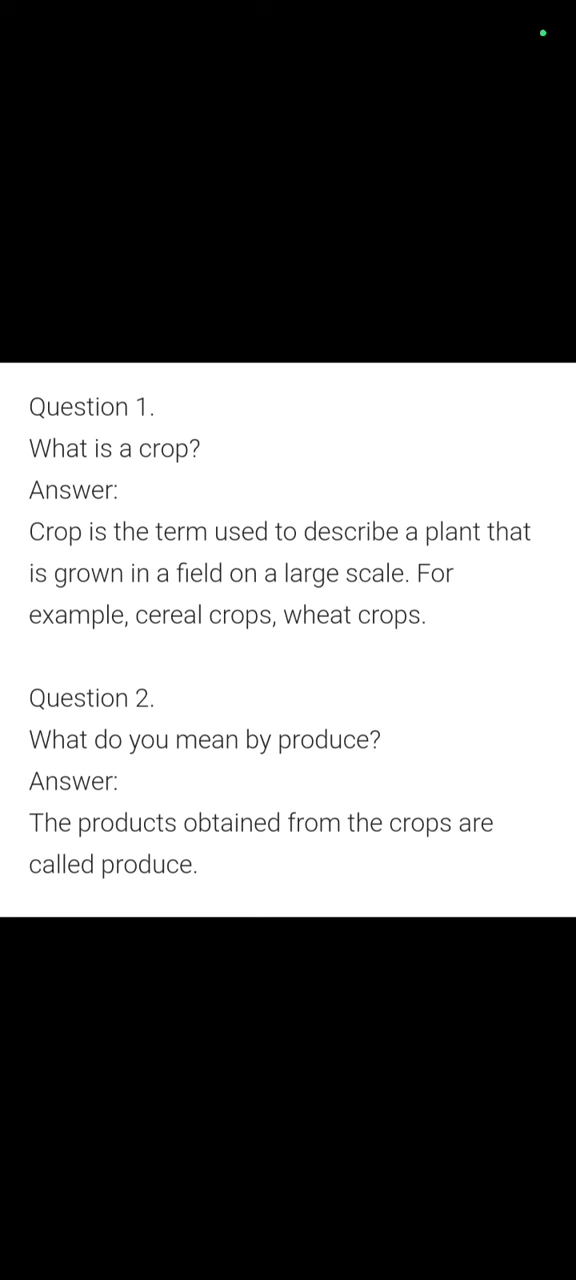 Question 1.
What is a crop?
Answer:
Crop is the term used to describe a plant that
is grown in a field on a large scale. For
example, cereal crops, wheat crops.
Question 2.
What do you mean by produce?
Answer:
The products obtained from the crops are
called produce.